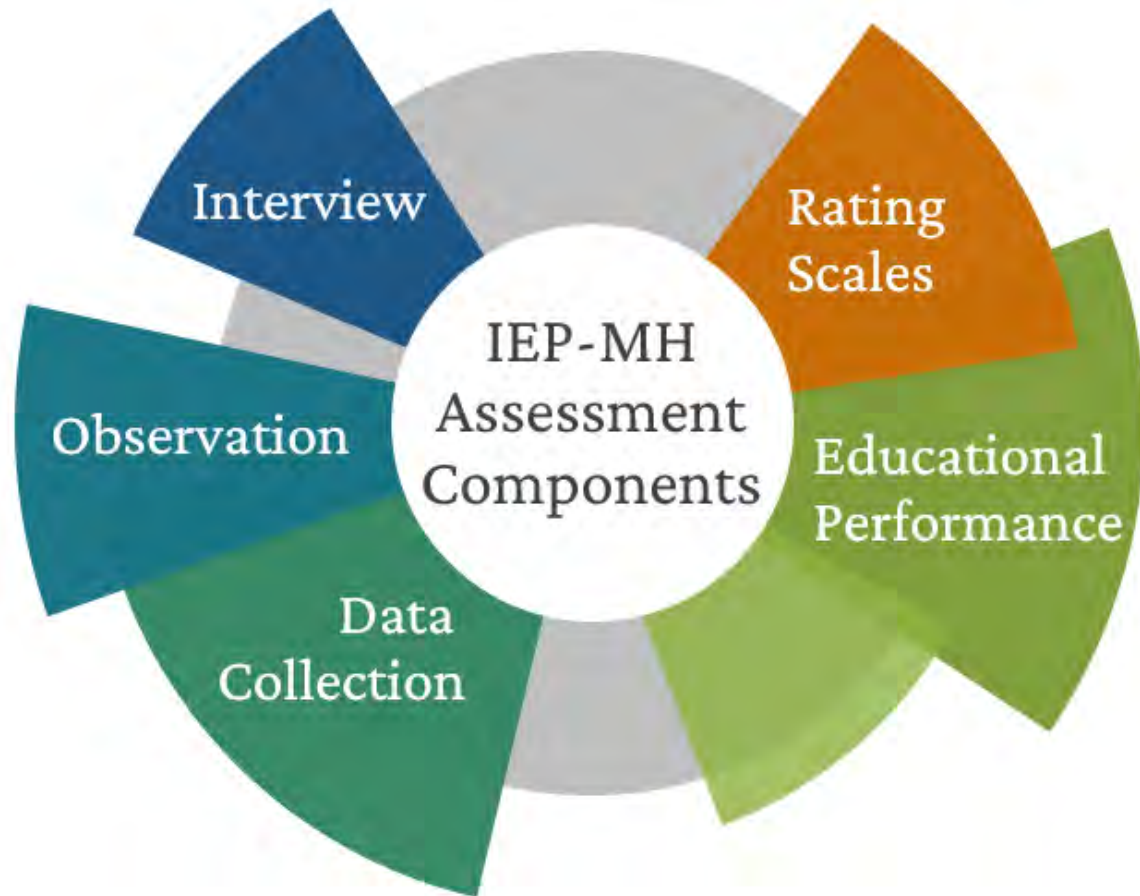 IEP-MH
Assessment
Components
Interview
Rating
Scales
Observation
Educational
Performance
Data
Collection